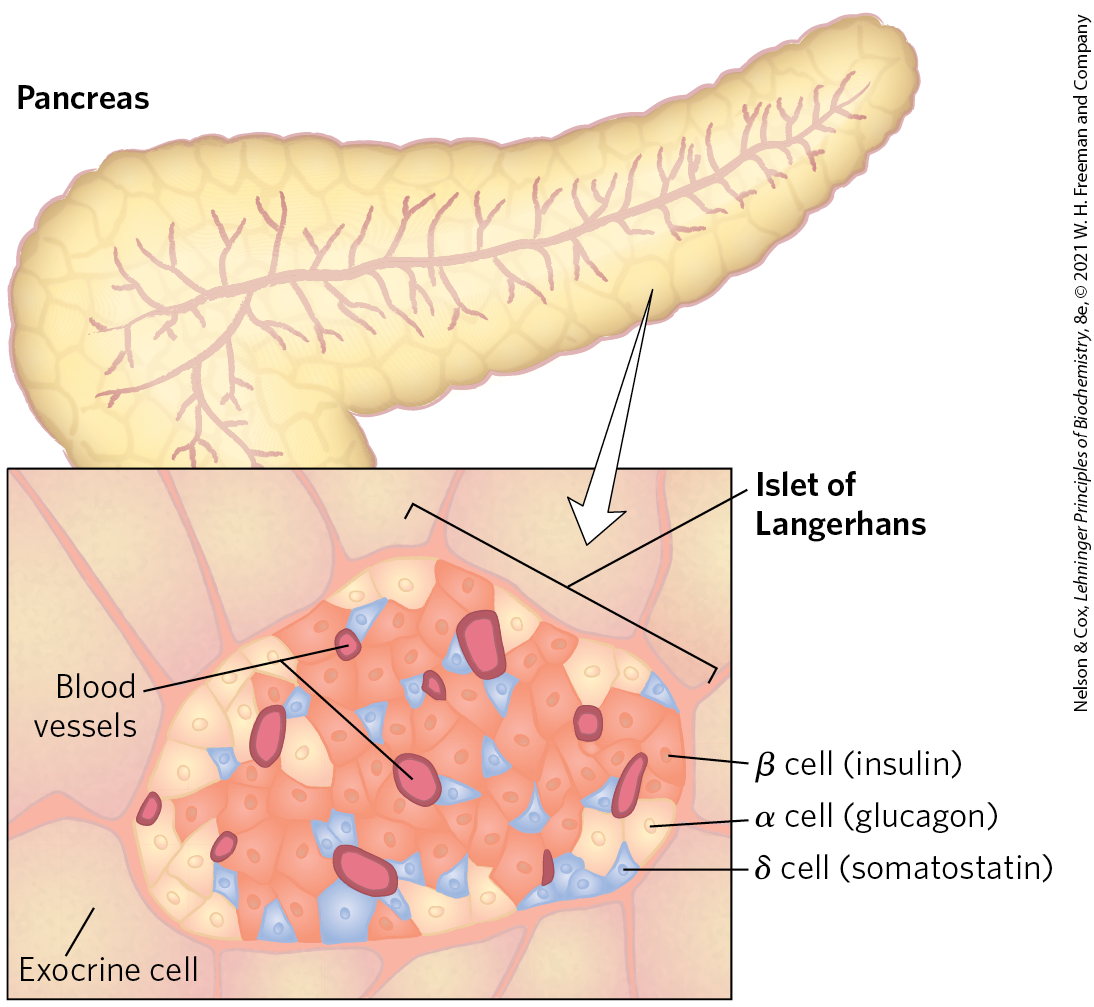 Pancreas
Islet of
Langerhans
Blood
vessels
β cell (insulin)
α cell (glucagon)
δ cell (somatostatin)
Exocrine cell
Nelson & Cox, Lehninger Principles of Biochemistry, 8e, © 2021 W. H. Freeman and Company